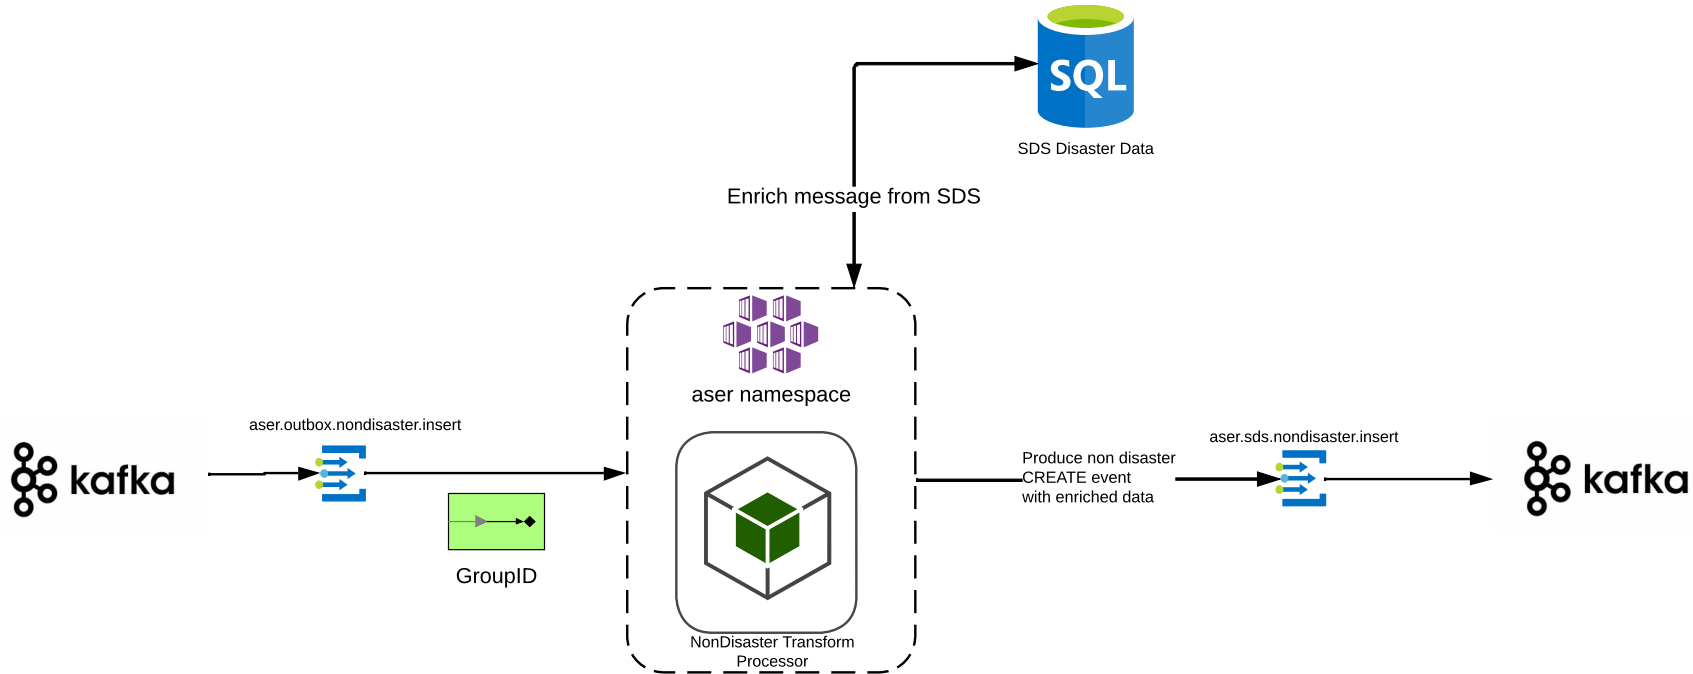 SQL
SDS Disaster Data
Enrich message from SDS
aser namespace
aser.outbox.nondisaster.insert
kafka
GroupID
NonDisaster Transform
Processor
Produce non disaster
CREATE event
with enriched data
aser.sds.nondisaster.insert
kafka